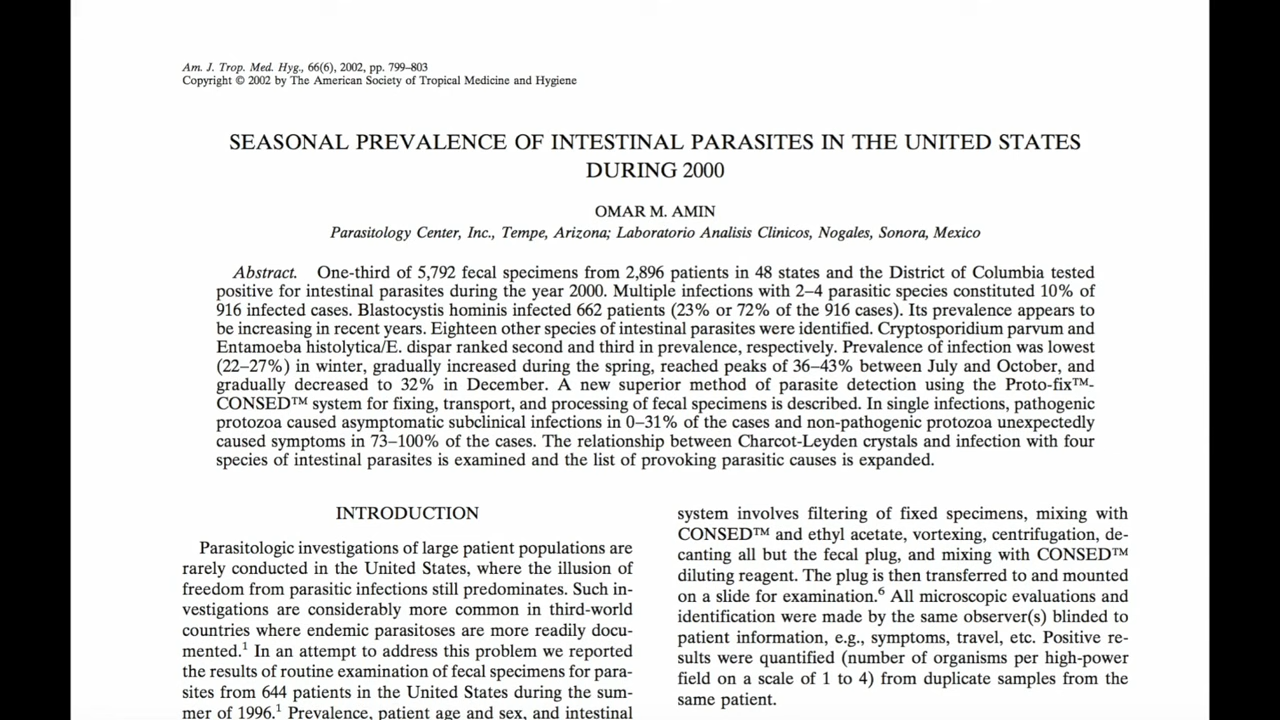 Am. J. Trop. Med. Hyg., 66(6), 2002, pp. 799–803
Copyright © 2002 by The American Society of Tropical Medicine and Hygiene
SEASONAL PREVALENCE OF INTESTINAL PARASITES IN THE UNITED STATES
DURING 2000
OMAR M. AMIN
Parasitology Center, Inc., Tempe, Arizona; Laboratorio Analisis Clinicos, Nogales, Sonora, Mexico
Abstract. One-third of 5,792 fecal specimens from 2,896 patients in 48 states and the District of Columbia tested
positive for intestinal parasites during the year 2000. Multiple infections with 2–4 parasitic species constituted 10% of
916 infected cases. Blastocystis hominis infected 662 patients (23% or 72% of the 916 cases). Its prevalence appears to
be increasing in recent years. Eighteen other species of intestinal parasites were identified. Cryptosporidium parvum and
Entamoeba histolytica/E. dispar ranked second and third in prevalence, respectively. Prevalence of infection was lowest
(22–27%) in winter, gradually increased during the spring, reached peaks of 36–43% between July and October, and
gradually decreased to 32% in December. A new superior method of parasite detection using the Proto-fix™-
CONSED™ system for fixing, transport, and processing of fecal specimens is described. In single infections, pathogenic
protozoa caused asymptomatic subclinical infections in 0–31% of the cases and non-pathogenic protozoa unexpectedly
caused symptoms in 73–100% of the cases. The relationship between Charcot-Leyden crystals and infection with four
species of intestinal parasites is examined and the list of provoking parasitic causes is expanded.
INTRODUCTION
Parasitologic investigations of large patient populations are
rarely conducted in the United States, where the illusion of
freedom from parasitic infections still predominates. Such in-
vestigations are considerably more common in third-world
countries where endemic parasitoses are more readily docu-
mented.¹ In an attempt to address this problem we reported
the results of routine examination of fecal specimens for para-
sites from 644 patients in the United States during the sum-
mer of 1996.¹ Prevalence, patient age and sex, and intestinal
system involves filtering of fixed specimens, mixing with
CONSED™ and ethyl acetate, vortexing, centrifugation, de-
canting all but the fecal plug, and mixing with CONSED™
diluting reagent. The plug is then transferred to and mounted
on a slide for examination.⁶ All microscopic evaluations and
identification were made by the same observer(s) blinded to
patient information, e.g., symptoms, travel, etc. Positive re-
sults were quantified (number of organisms per high-power
field on a scale of 1 to 4) from duplicate samples from the
same patient.